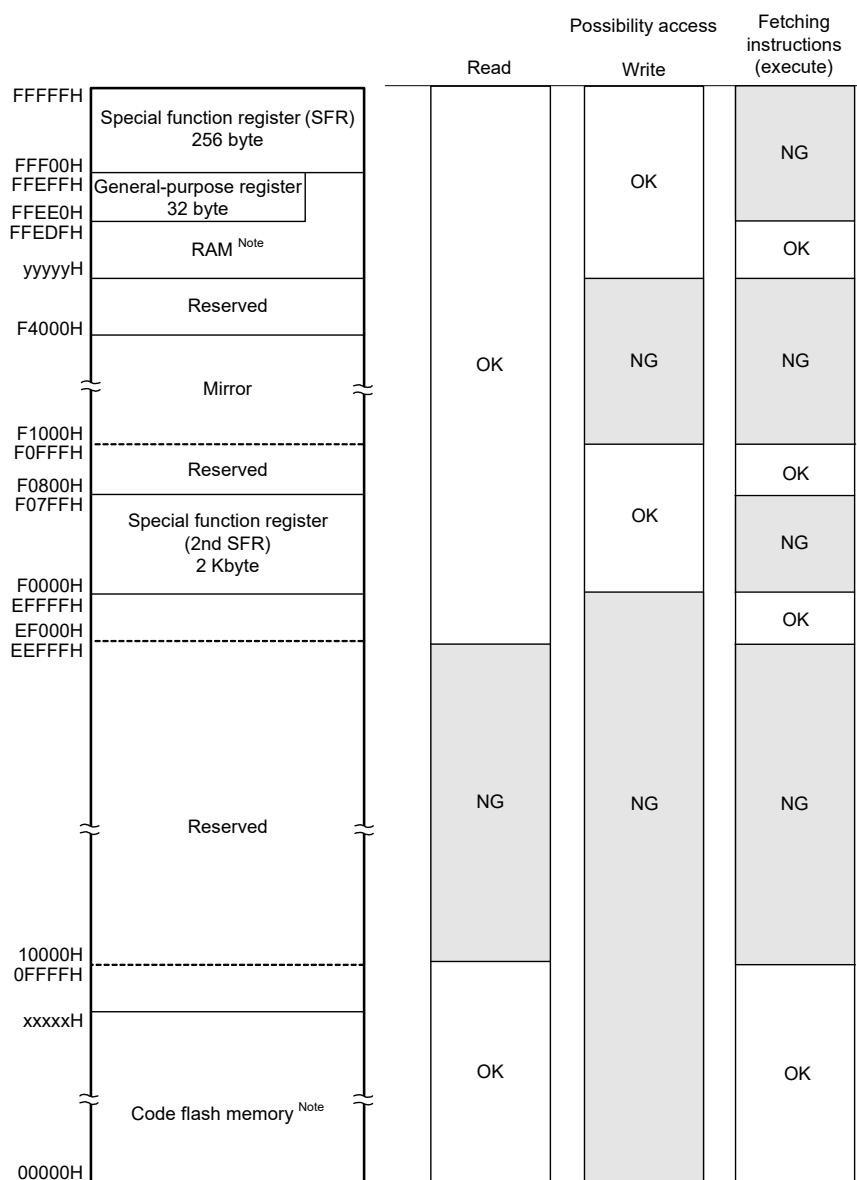 Possibility access
Fetching
instructions
(execute)
Read
Write
FFFFFH
Special function register (SFR)
256 byte
NG
OK
FFF00H
FFEFFH
General-purpose register
32 byte
FFEE0H
FFEDFH
RAM Note
OK
yyyyyH
Reserved
F4000H
OK
NG
NG
Mirror
F1000H
F0FFFH
Reserved
OK
F0800H
F07FFH
Special function register
(2nd SFR)
2 Kbyte
OK
NG
F0000H
EFFFFH
OK
EF000H
EEFFFH
NG
NG
NG
Reserved
10000H
0FFFFH
xxxxxH
OK
OK
Code flash memory Note
00000H